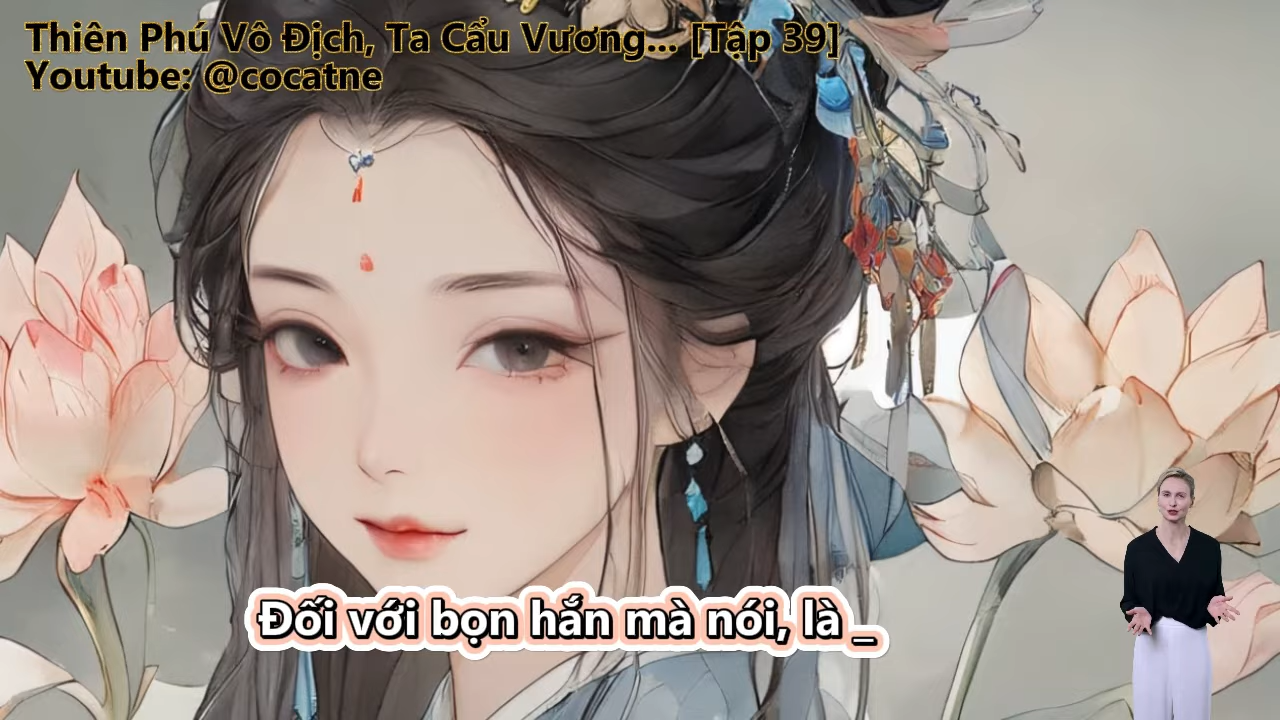 Thiên Phú Vô Địch, Ta Cẩu Vương... [Tập 39]
Youtube: @cocatne
Đối với bọn hắn mà nói, là _